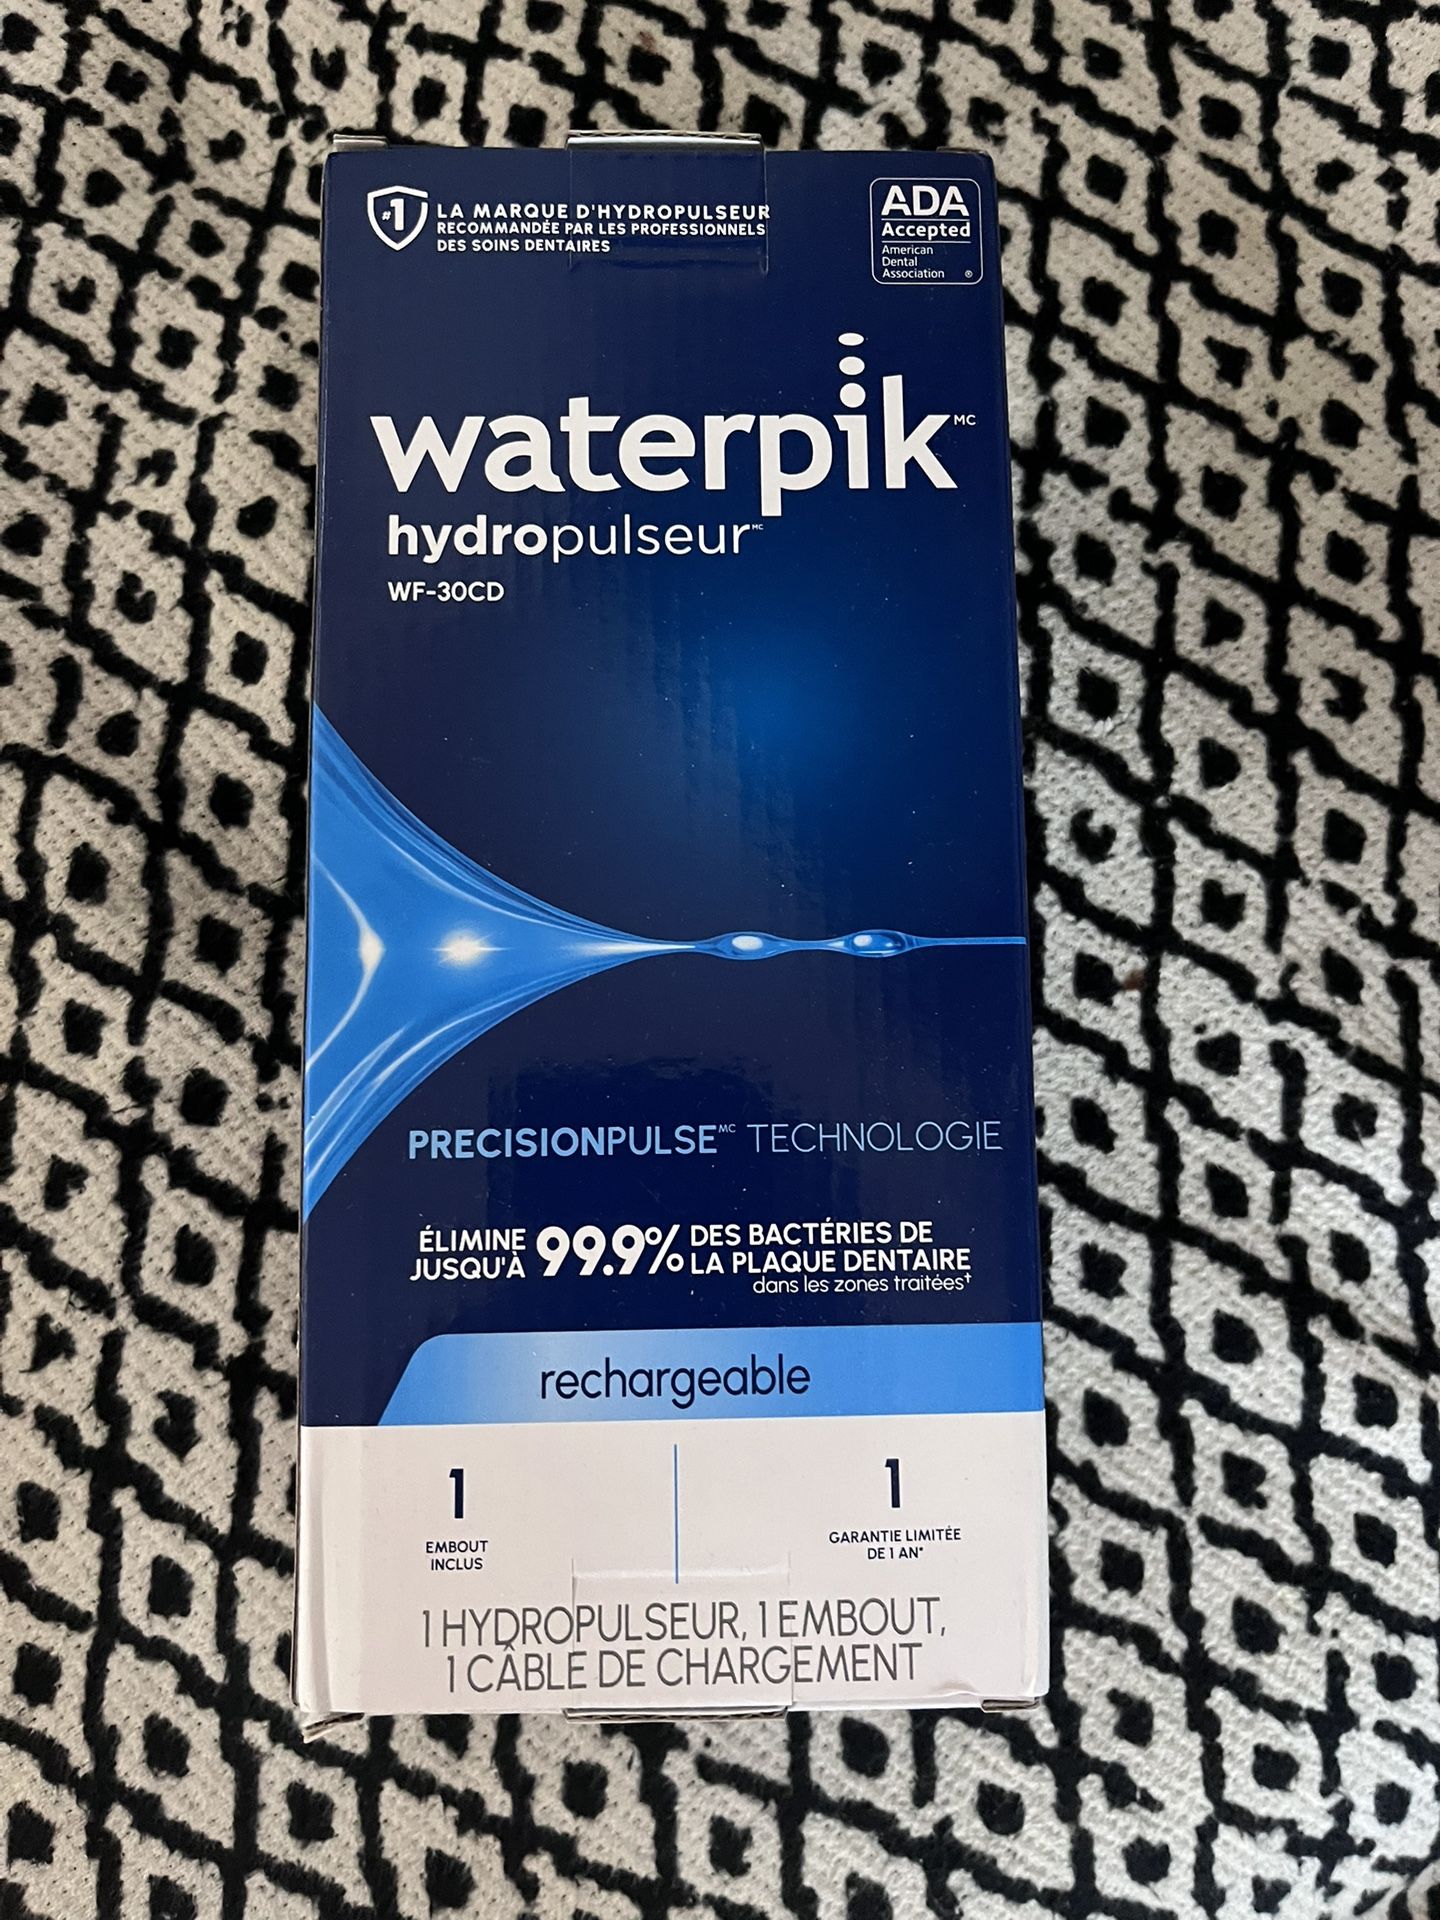 #1 LA MARQUE D'HYDROPULSEUR
RECOMMANDÉE PAR LES PROFESSIONNELS
DES SOINS DENTAIRES
ADA
Accepted
American
Dental
Association ®
waterpik MC
hydropulseur MC
WF-30CD
PRECISIONPULSE MC TECHNOLOGIE
ÉLIMINE
JUSQU'À
99.9%
DES BACTÉRIES DE
LA PLAQUE DENTAIRE
dans les zones traitées†
rechargeable
1
EMBOUT
INCLUS
1
GARANTIE LIMITÉE
DE 1 AN*
1 HYDROPULSEUR, 1 EMBOUT,
1 CÂBLE DE CHARGEMENT